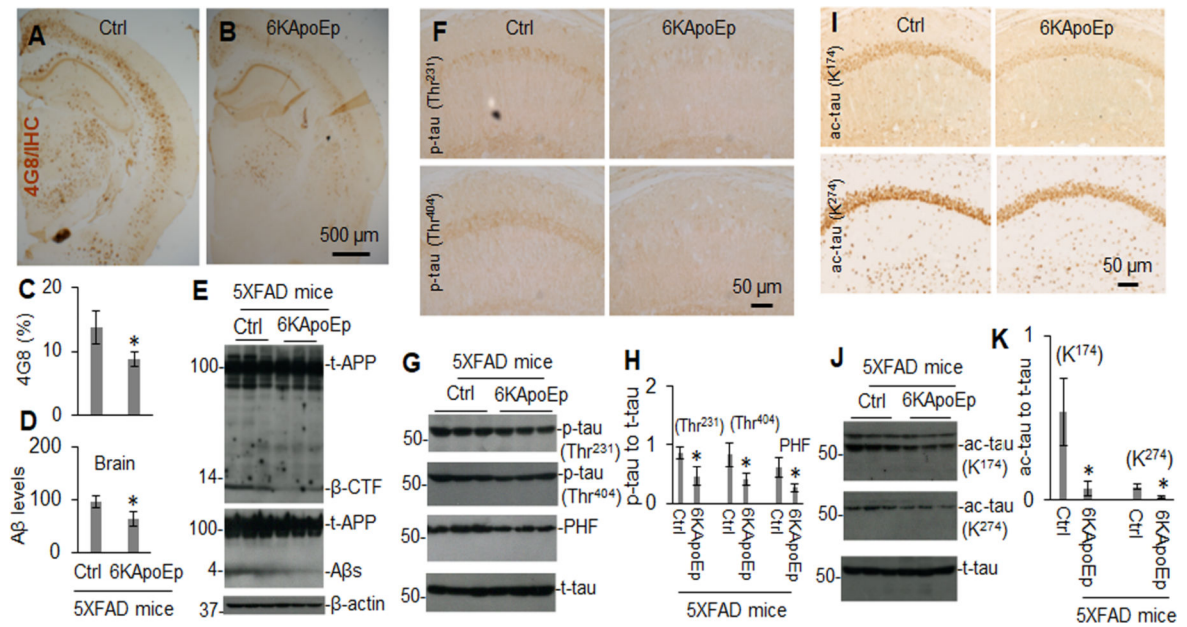 A
Ctrl
B
6KApoEp
4G8/IHC
500 µm
C
20
10
0
4G8 (%)
*
D
200
100
0
Aβ levels
Brain
*
Ctrl
6KApoEp
5XFAD mice
E
5XFAD mice
Ctrl
6KApoEp
100
-t-APP
14
-β-CTF
100
-t-APP
4
-Aβs
37
-β-actin
F
Ctrl
6KApoEp
p-tau (Thr²³¹)
p-tau (Thr⁴⁰⁴)
50 µm
G
5XFAD mice
Ctrl
6KApoEp
50-
-p-tau
(Thr²³¹)
50-
-p-tau
(Thr⁴⁰⁴)
50-
-PHF
50-
-t-tau
H
2
1
0
p-tau to t-tau
(Thr²³¹)
(Thr⁴⁰⁴)
PHF
*
*
*
Ctrl
6KApoEp
Ctrl
6KApoEp
Ctrl
6KApoEp
5XFAD mice
I
Ctrl
6KApoEp
ac-tau (K¹⁷⁴)
ac-tau (K²⁷⁴)
50 µm
J
5XFAD mice
Ctrl
6KApoEp
50-
-ac-tau
(K¹⁷⁴)
50-
-ac-tau
(K²⁷⁴)
50-
-t-tau
K
1
0
ac-tau to t-tau
(K¹⁷⁴)
(K²⁷⁴)
*
*
Ctrl
6KApoEp
Ctrl
6KApoEp
5XFAD mice